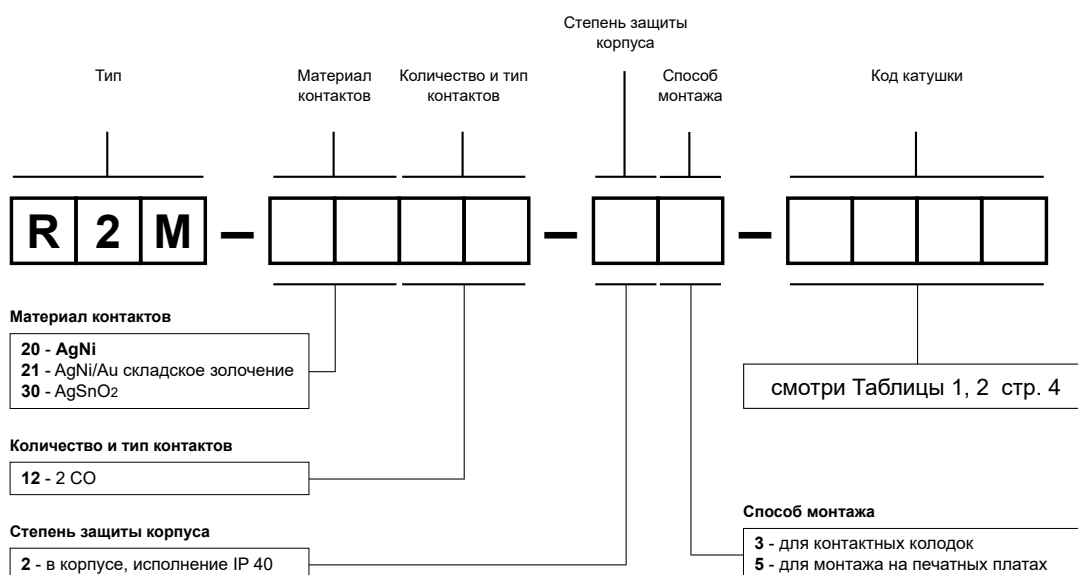 Степень защиты
корпуса
Тип
Материал
контактов
Количество и тип
контактов
Способ
монтажа
Код катушки
R 2 M – –  –
Материал контактов
20 - AgNi
21 - AgNi/Au складское золочение
30 - AgSnO2
смотри Таблицы 1, 2 стр. 4
Количество и тип контактов
12 - 2 CO
Степень защиты корпуса
2 - в корпусе, исполнение IP 40
Способ монтажа
3 - для контактных колодок
5 - для монтажа на печатных платах